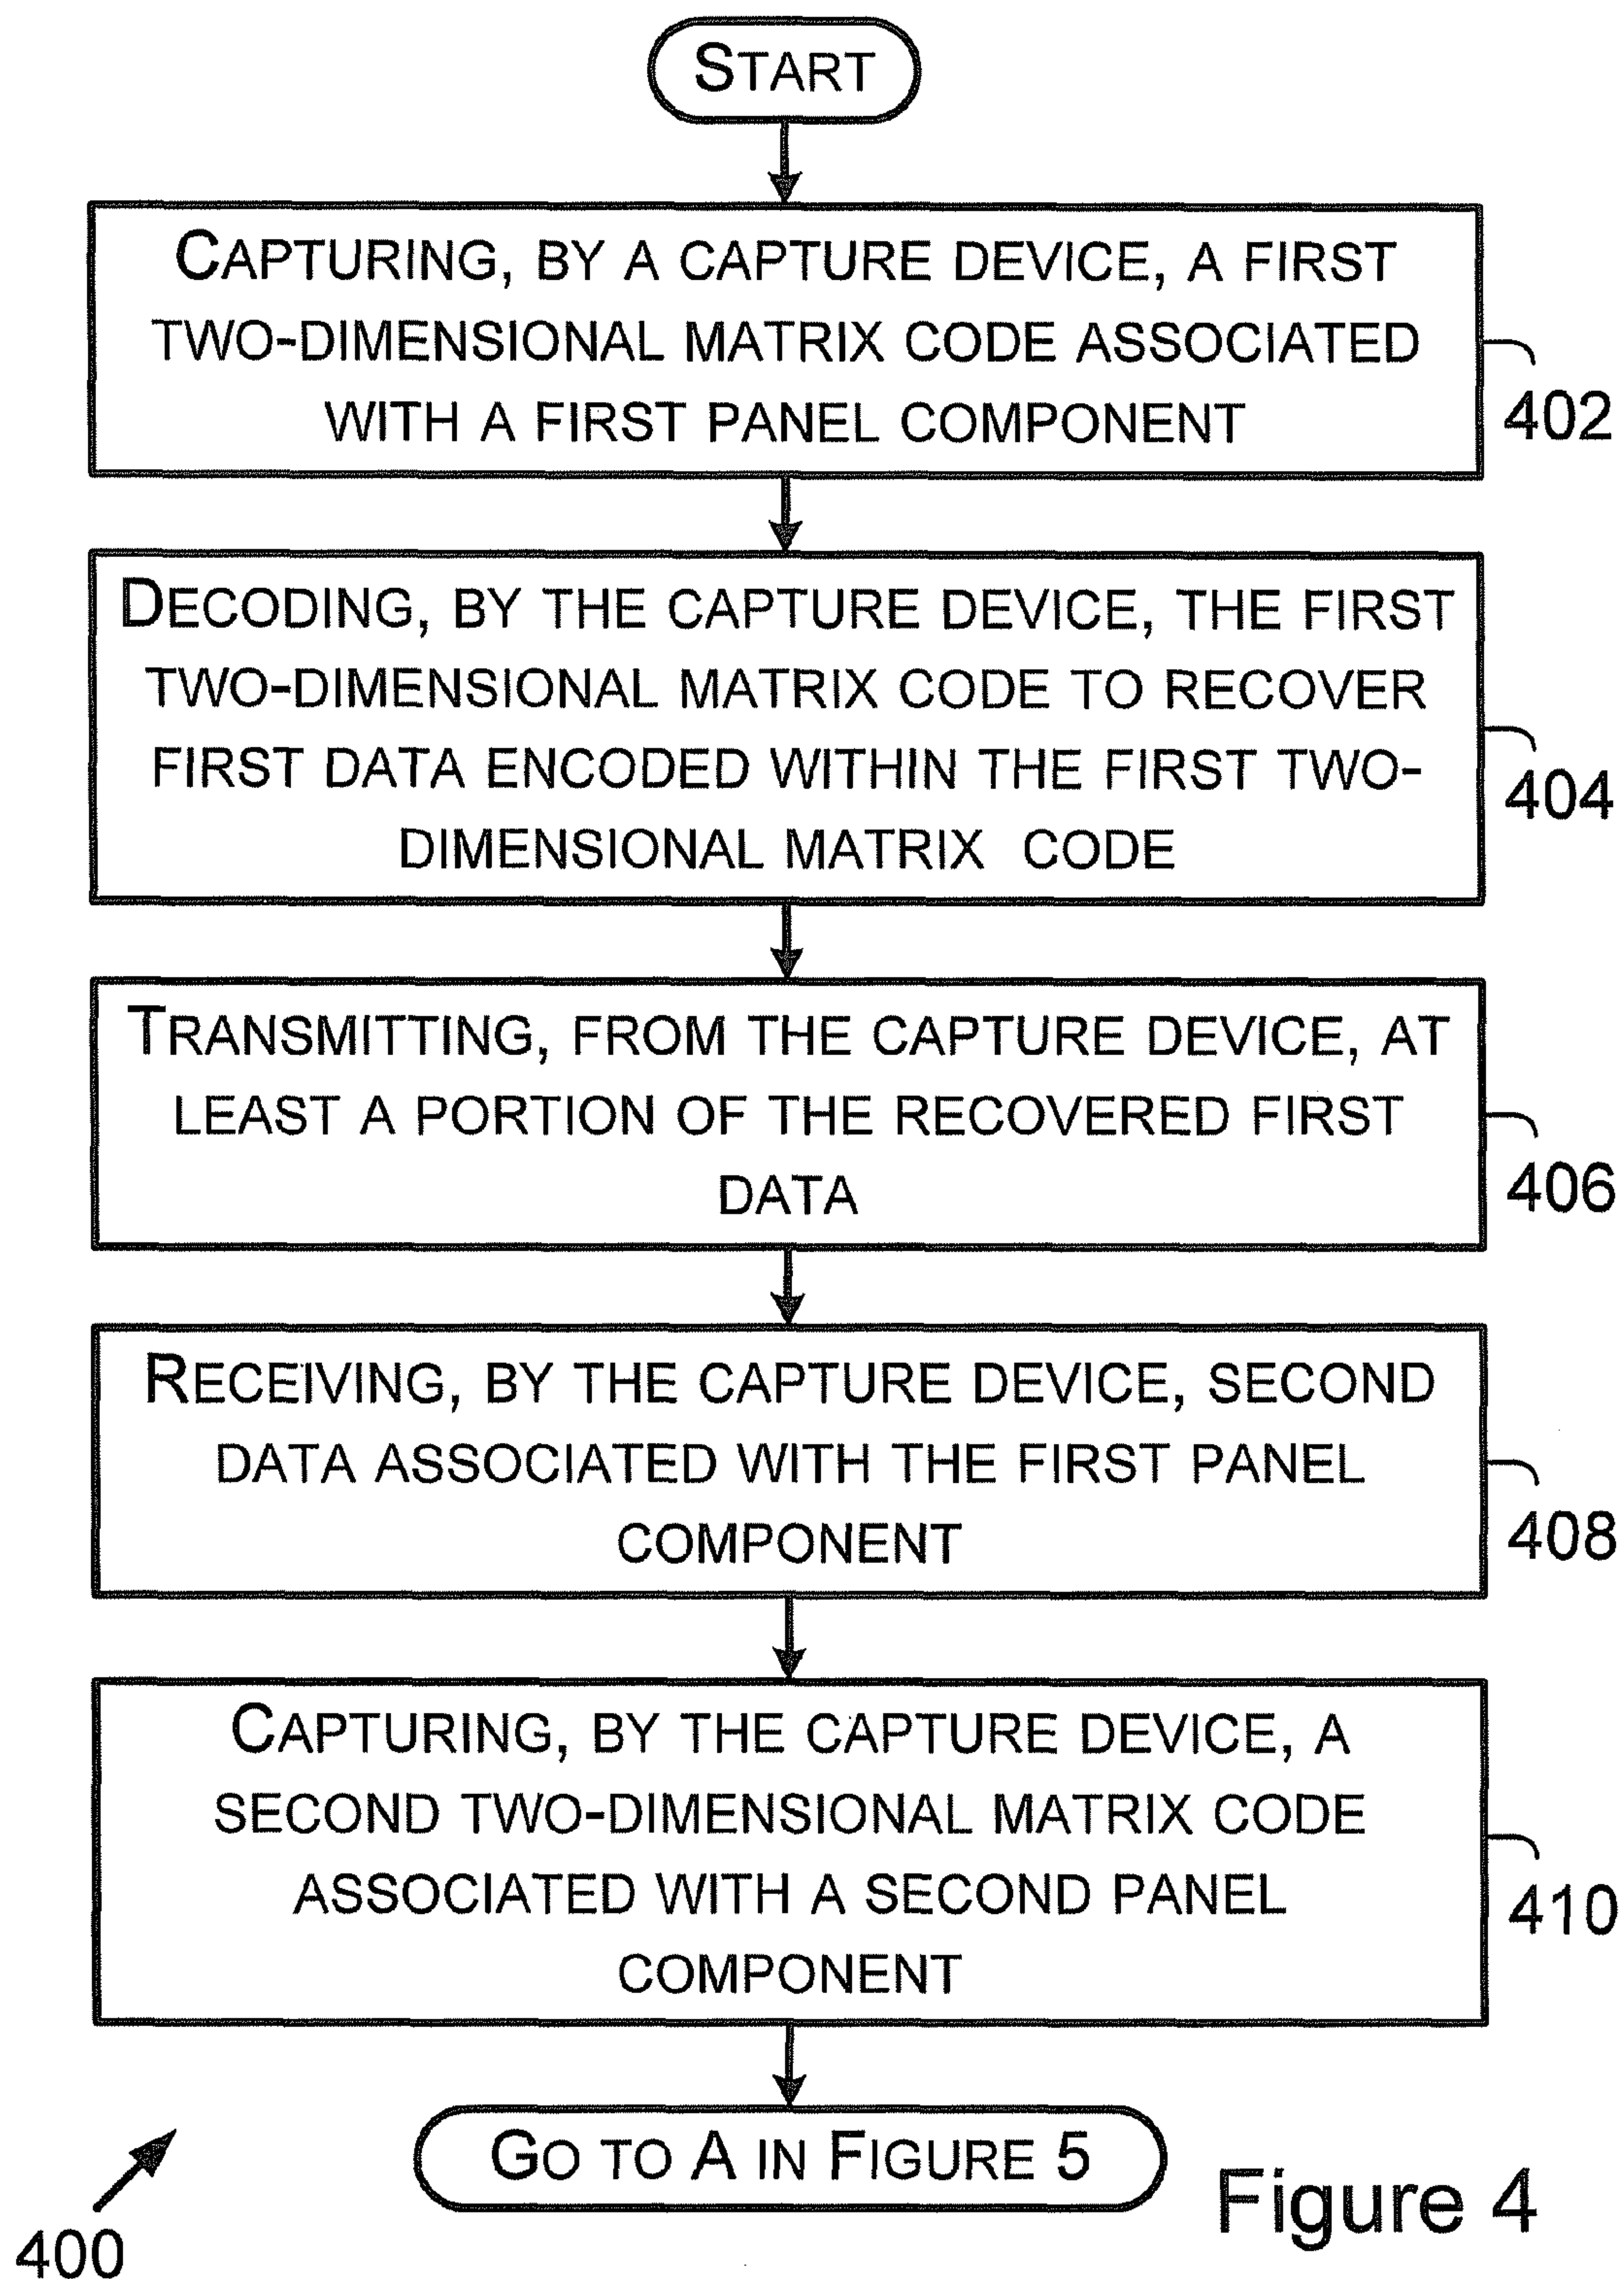 START
CAPTURING, BY A CAPTURE DEVICE, A FIRST
TWO-DIMENSIONAL MATRIX CODE ASSOCIATED
WITH A FIRST PANEL COMPONENT
402
DECODING, BY THE CAPTURE DEVICE, THE FIRST
TWO-DIMENSIONAL MATRIX CODE TO RECOVER
FIRST DATA ENCODED WITHIN THE FIRST TWO-
DIMENSIONAL MATRIX CODE
404
TRANSMITTING, FROM THE CAPTURE DEVICE, AT
LEAST A PORTION OF THE RECOVERED FIRST
DATA
406
RECEIVING, BY THE CAPTURE DEVICE, SECOND
DATA ASSOCIATED WITH THE FIRST PANEL
COMPONENT
408
CAPTURING, BY THE CAPTURE DEVICE, A
SECOND TWO-DIMENSIONAL MATRIX CODE
ASSOCIATED WITH A SECOND PANEL
COMPONENT
410
GO TO A IN FIGURE 5
400
Figure 4